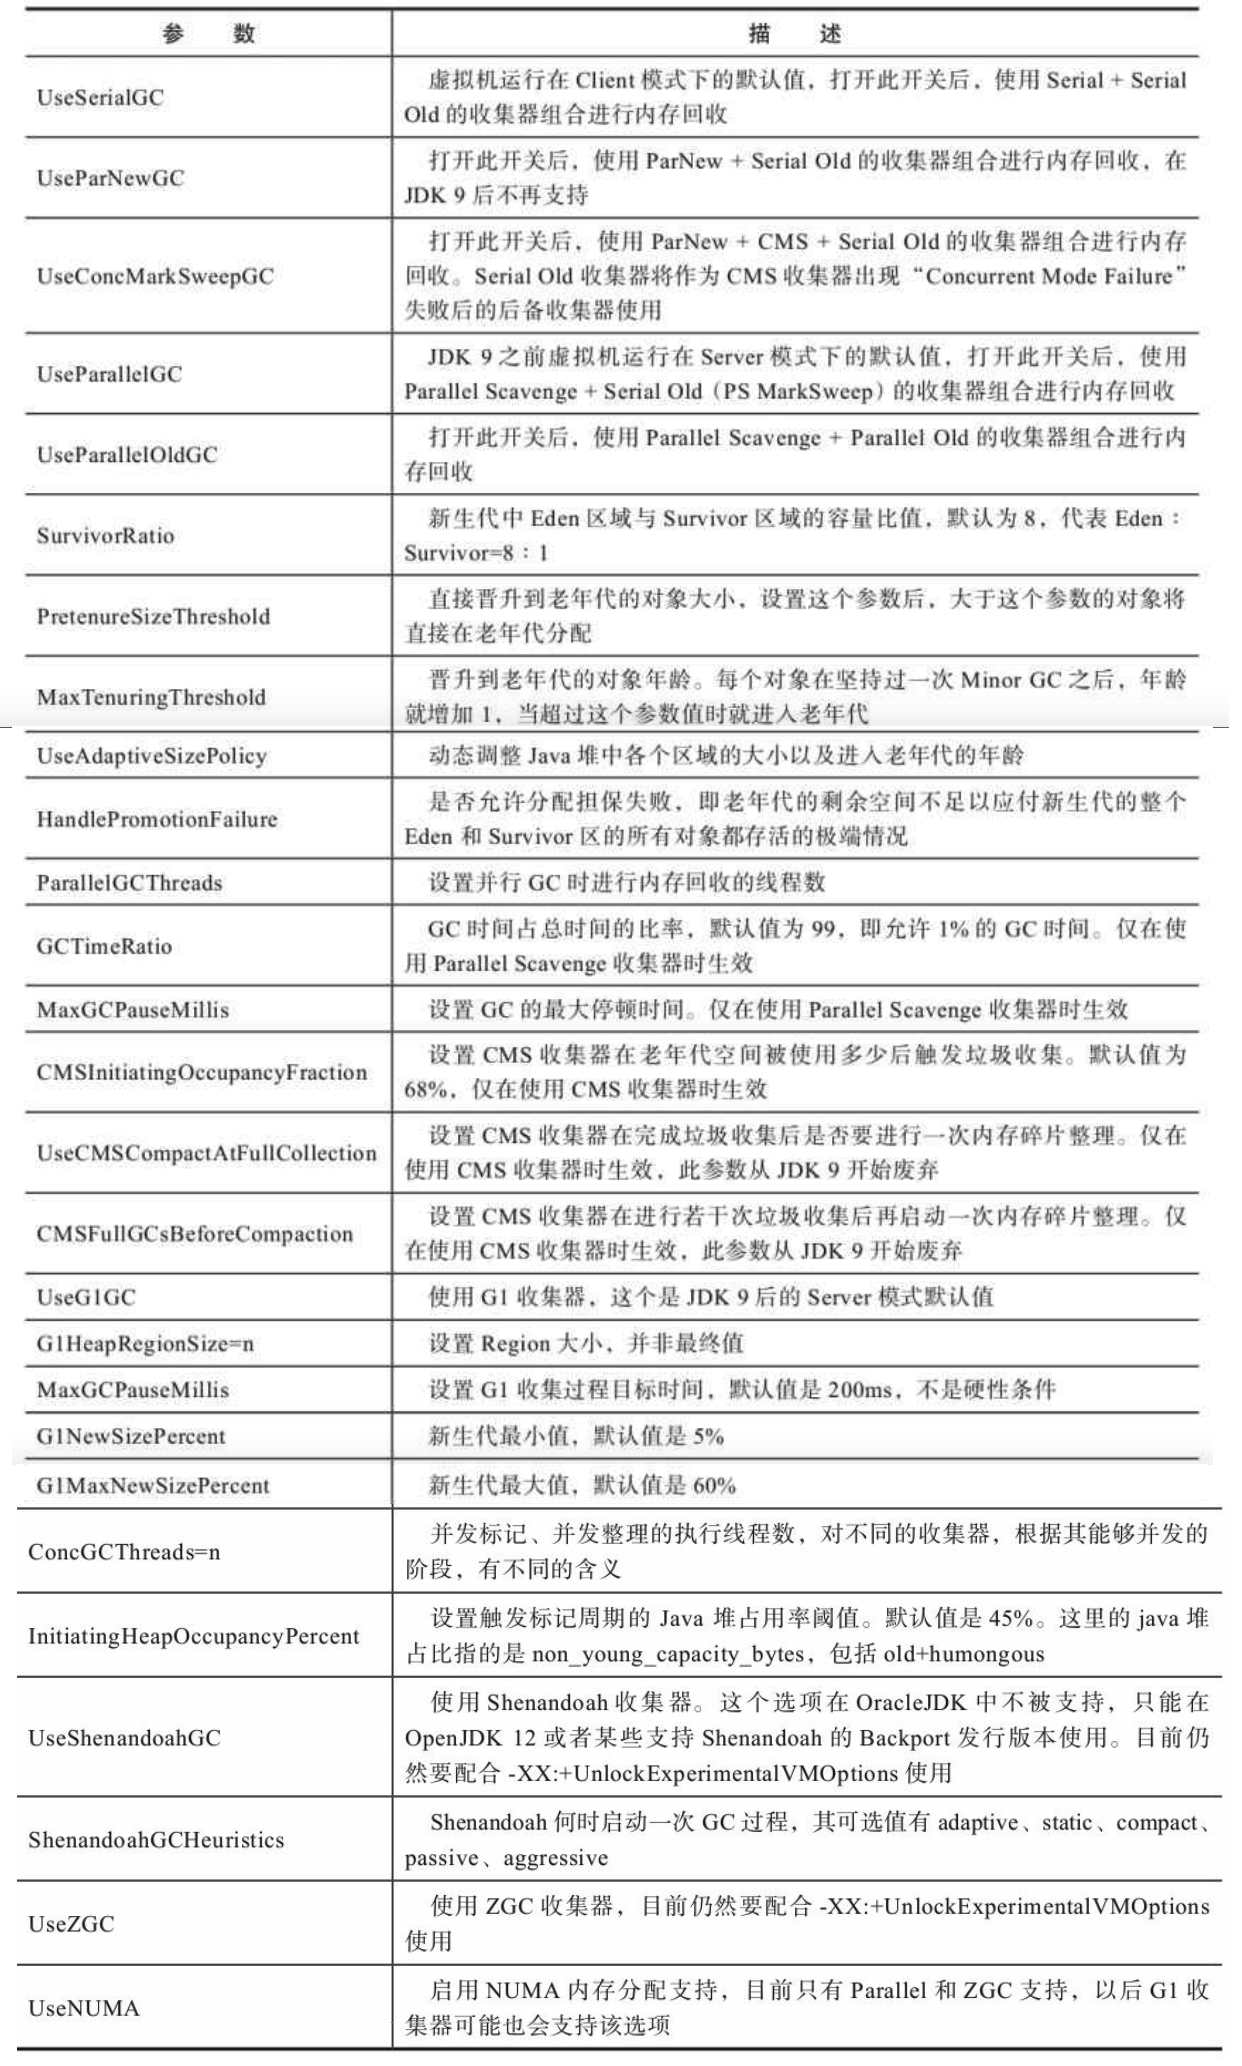 参 数 描 述
UseSerialGC
虚拟机运行在 Client 模式下的默认值，打开此开关后，使用 Serial + Serial
Old 的收集器组合进行内存回收
UseParNewGC
打开此开关后，使用 ParNew + Serial Old 的收集器组合进行内存回收，在
JDK 9 后不再支持
UseConcMarkSweepGC
打开此开关后，使用 ParNew + CMS + Serial Old 的收集器组合进行内存
回收。Serial Old 收集器将作为 CMS 收集器出现“Concurrent Mode Failure”
失败后的后备收集器使用
UseParallelGC
JDK 9 之前虚拟机运行在 Server 模式下的默认值，打开此开关后，使用
Parallel Scavenge + Serial Old（PS MarkSweep）的收集器组合进行内存回收
UseParallelOldGC
打开此开关后，使用 Parallel Scavenge + Parallel Old 的收集器组合进行内
存回收
SurvivorRatio
新生代中 Eden 区域与 Survivor 区域的容量比值，默认为 8，代表 Eden：
Survivor=8：1
PretenureSizeThreshold
直接晋升到老年代的对象大小，设置这个参数后，大于这个参数的对象将
直接在老年代分配
MaxTenuringThreshold
晋升到老年代的对象年龄。每个对象在坚持过一次 Minor GC 之后，年龄
就增加 1，当超过这个参数值时就进入老年代
UseAdaptiveSizePolicy
动态调整 Java 堆中各个区域的大小以及进入老年代的年龄
HandlePromotionFailure
是否允许分配担保失败，即老年代的剩余空间不足以应付新生代的整个
Eden 和 Survivor 区的所有对象都存活的极端情况
ParallelGCThreads
设置并行 GC 时进行内存回收的线程数
GCTimeRatio
GC 时间占总时间的比率，默认值为 99，即允许 1% 的 GC 时间。仅在使
用 Parallel Scavenge 收集器时生效
MaxGCPauseMillis
设置 GC 的最大停顿时间。仅在使用 Parallel Scavenge 收集器时生效
CMSInitiatingOccupancyFraction
设置 CMS 收集器在老年代空间被使用多少后触发垃圾收集。默认值为
68%，仅在使用 CMS 收集器时生效
UseCMSCompactAtFullCollection
设置 CMS 收集器在完成垃圾收集后是否要进行一次内存碎片整理。仅在
使用 CMS 收集器时生效，此参数从 JDK 9 开始废弃
CMSFullGCsBeforeCompaction
设置 CMS 收集器在进行若干次垃圾收集后再启动一次内存碎片整理。仅
在使用 CMS 收集器时生效，此参数从 JDK 9 开始废弃
UseG1GC
使用 G1 收集器，这个是 JDK 9 后的 Server 模式默认值
G1HeapRegionSize=n
设置 Region 大小，并非最终值
MaxGCPauseMillis
设置 G1 收集过程目标时间，默认值是 200ms，不是硬性条件
G1NewSizePercent
新生代最小值，默认值是 5%
G1MaxNewSizePercent
新生代最大值，默认值是 60%
ConcGCThreads=n
并发标记、并发整理的执行线程数，对不同的收集器，根据其能够并发的
阶段，有不同的含义
InitiatingHeapOccupancyPercent
设置触发标记周期的 Java 堆占用率阈值。默认值是 45%。这里的 java 堆
占比指的是 non_young_capacity_bytes，包括 old+humongous
UseShenandoahGC
使用 Shenandoah 收集器。这个选项在 OracleJDK 中不被支持，只能在
OpenJDK 12 或者某些支持 Shenandoah 的 Backport 发行版本使用。目前仍
然要配合 -XX:+UnlockExperimentalVMOptions 使用
ShenandoahGCHeuristics
Shenandoah 何时启动一次 GC 过程，其可选值有 adaptive、static、compact、
passive、aggressive
UseZGC
使用 ZGC 收集器，目前仍然要配合 -XX:+UnlockExperimentalVMOptions
使用
UseNUMA
启用 NUMA 内存分配支持，目前只有 Parallel 和 ZGC 支持，以后 G1 收
集器可能也会支持该选项